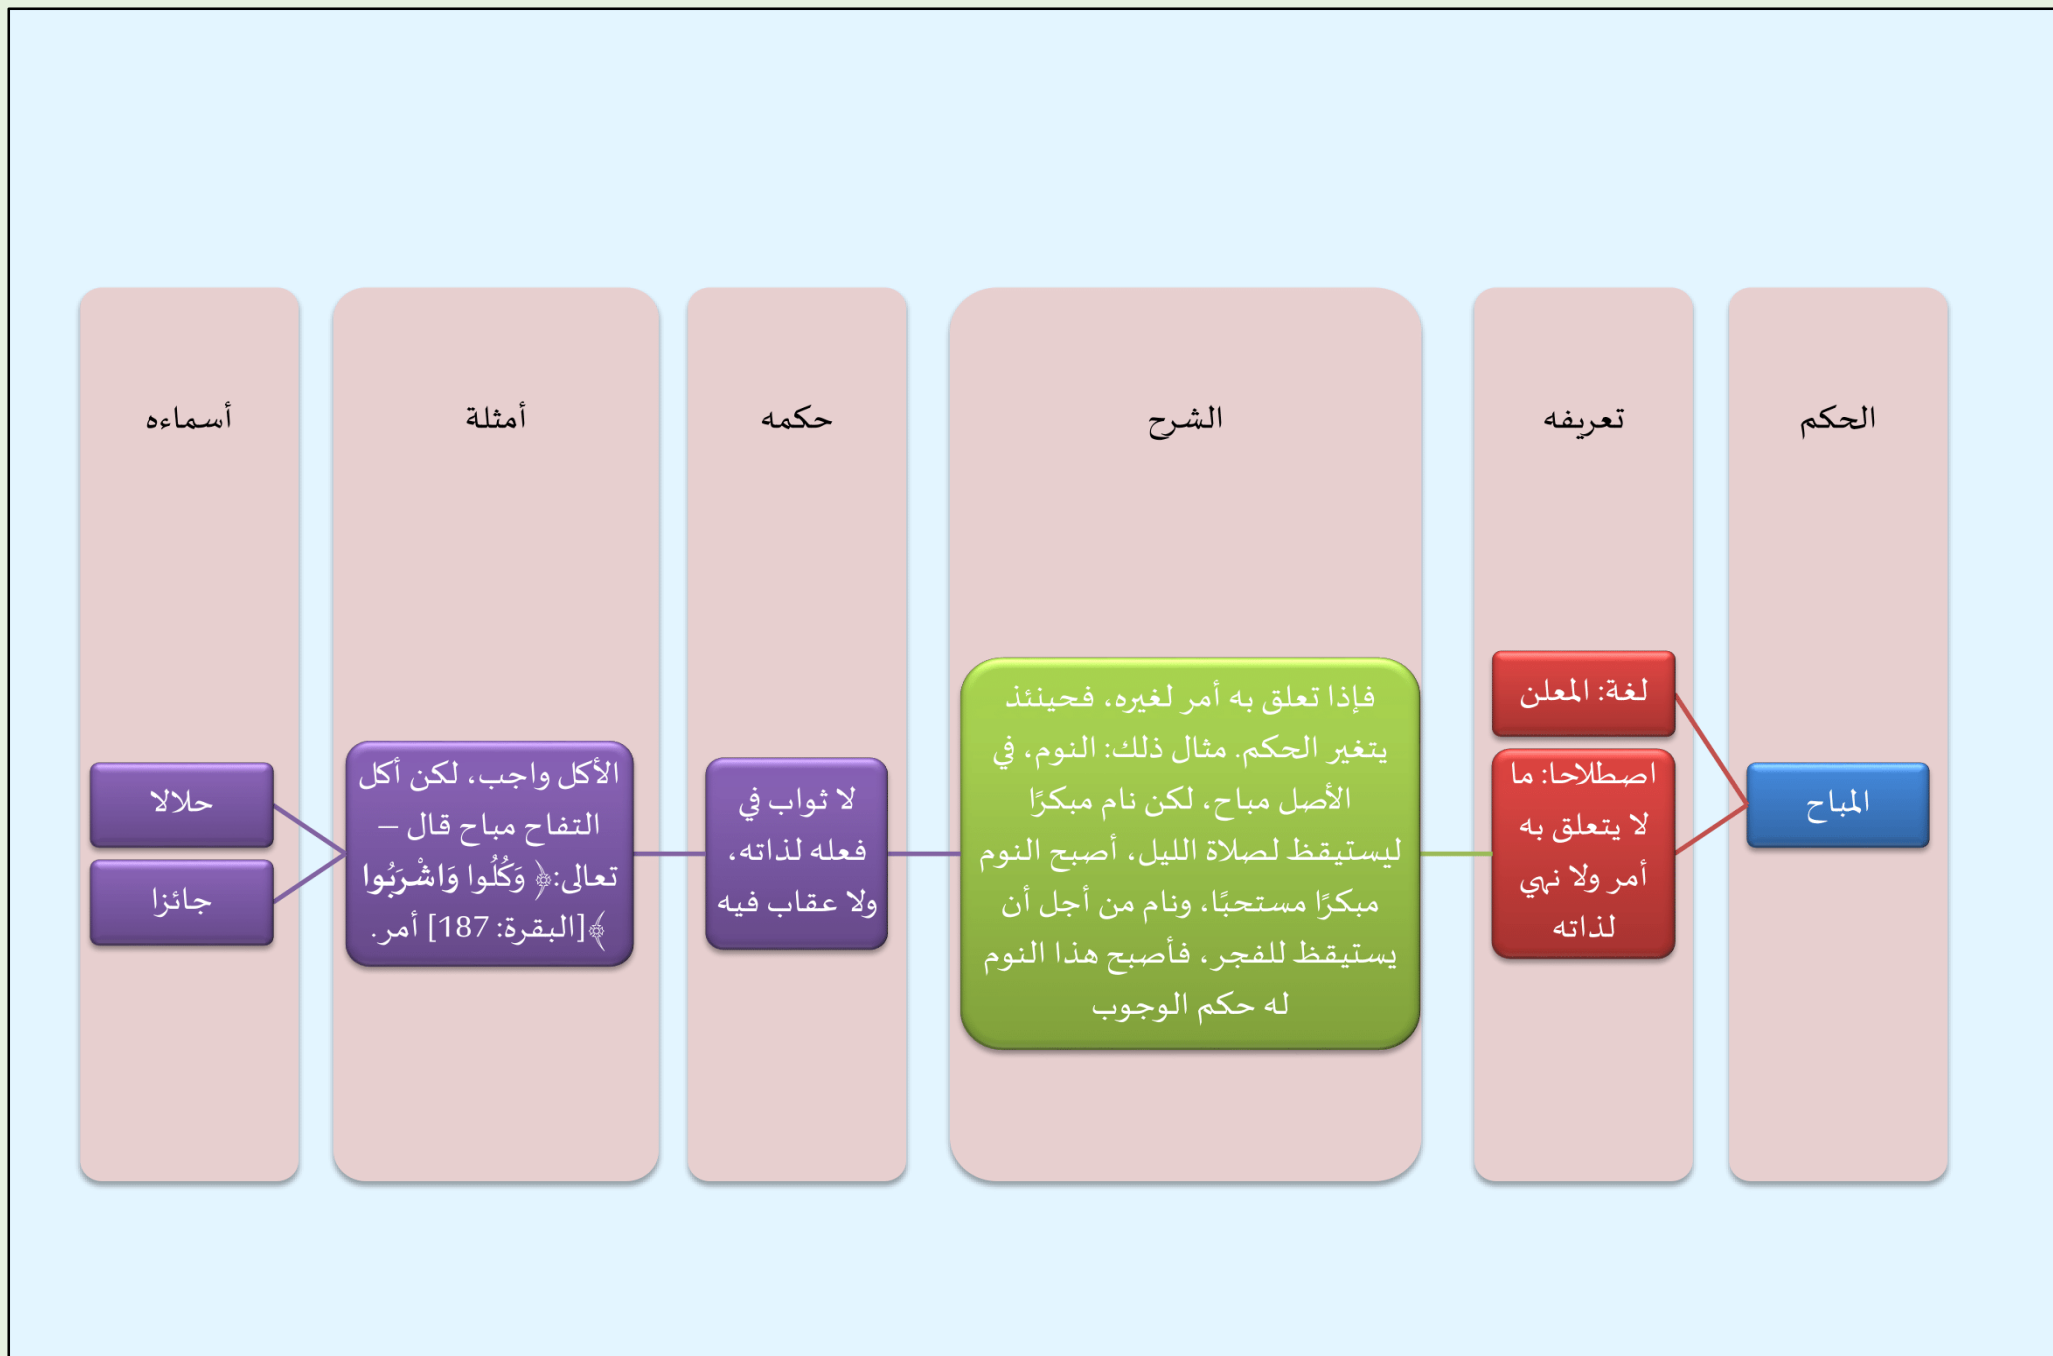 الحكم
المباح
تعريفه
لغة: المعلن
اصطلاحا: ما
لا يتعلق به
أمر ولا نهي
لذاته
الشرح
فإذا تعلق به أمر لغيره، فحينئذ
يتغير الحكم. مثال ذلك: النوم، في
الأصل مباح، لكن نام مبكرًا
ليستيقظ لصلاة الليل، أصبح النوم
مبكرًا مستحبًا، ونام من أجل أن
يستيقظ للفجر، فأصبح هذا النوم
له حكم الوجوب
حكمه
لا ثواب في
فعله لذاته،
ولا عقاب فيه
أمثلة
الأكل واجب، لكن أكل
التفاح مباح قال –
تعالى:﴿ وَكُلُوا وَاشْرَبُوا
﴾[البقرة: 187] أمر.
أسماءه
حلالا
جائزا